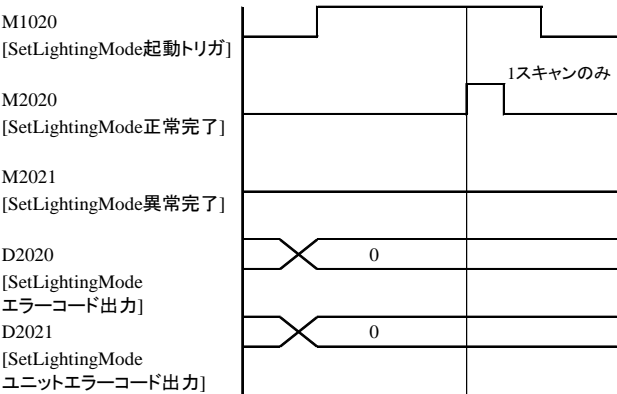 M1020
[SetLightingMode起動トリガ]
1スキャンのみ
M2020
[SetLightingMode正常完了]
M2021
[SetLightingMode異常完了]
D2020
0
[SetLightingMode
エラーコード出力]
D2021
0
[SetLightingMode
ユニットエラーコード出力]